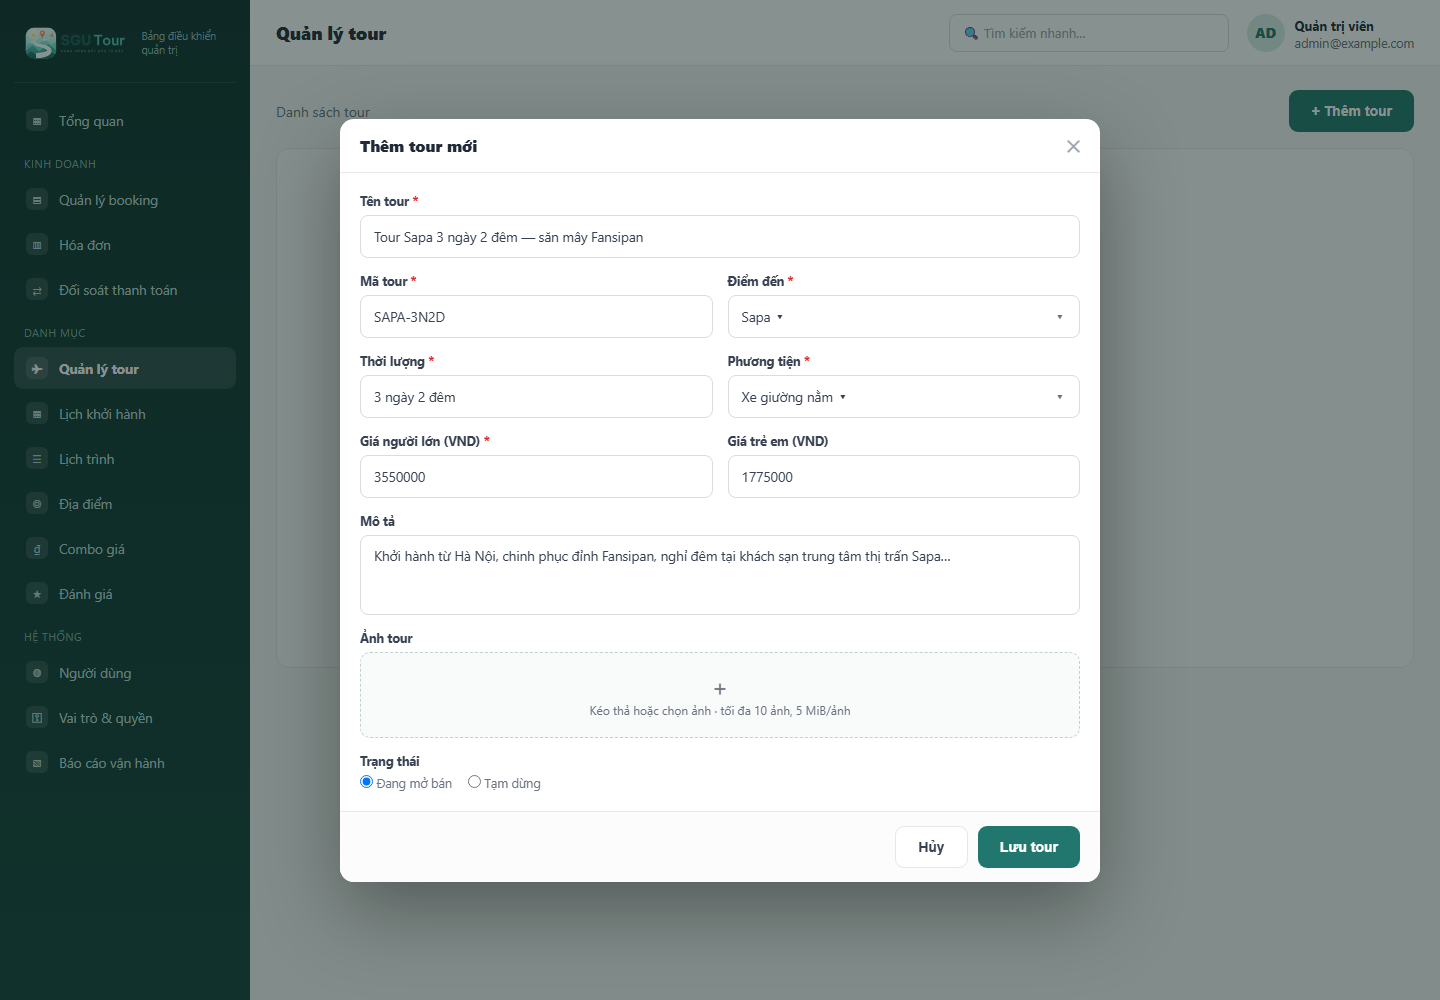 SGU Tour
Bảng điều khiển
quản trị
Tổng quan
KINH DOANH
Quản lý booking
Hóa đơn
Đối soát thanh toán
DANH MỤC
Quản lý tour
Lịch khởi hành
Lịch trình
Địa điểm
Combo giá
Đánh giá
HỆ THỐNG
Người dùng
Vai trò & quyền
Báo cáo vận hành
Quản lý tour
Tìm kiếm nhanh...
AD
Quản trị viên
admin@example.com
Danh sách tour
+ Thêm tour
Thêm tour mới
Tên tour *
Tour Sapa 3 ngày 2 đêm — săn mây Fansipan
Mã tour *
SAPA-3N2D
Điểm đến *
Sapa ▾
Thời lượng *
3 ngày 2 đêm
Phương tiện *
Xe giường nằm ▾
Giá người lớn (VND) *
3550000
Giá trẻ em (VND)
1775000
Mô tả
Khởi hành từ Hà Nội, chinh phục đỉnh Fansipan, nghỉ đêm tại khách sạn trung tâm thị trấn Sapa...
Ảnh tour
+
Kéo thả hoặc chọn ảnh · tối đa 10 ảnh, 5 MiB/ảnh
Trạng thái
Đang mở bán
Tạm dừng
Hủy
Lưu tour